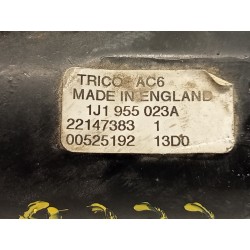 TRICO AC6
MADE IN ENGLAND
1J1 955 023A
22147383 1
00525192 13D0